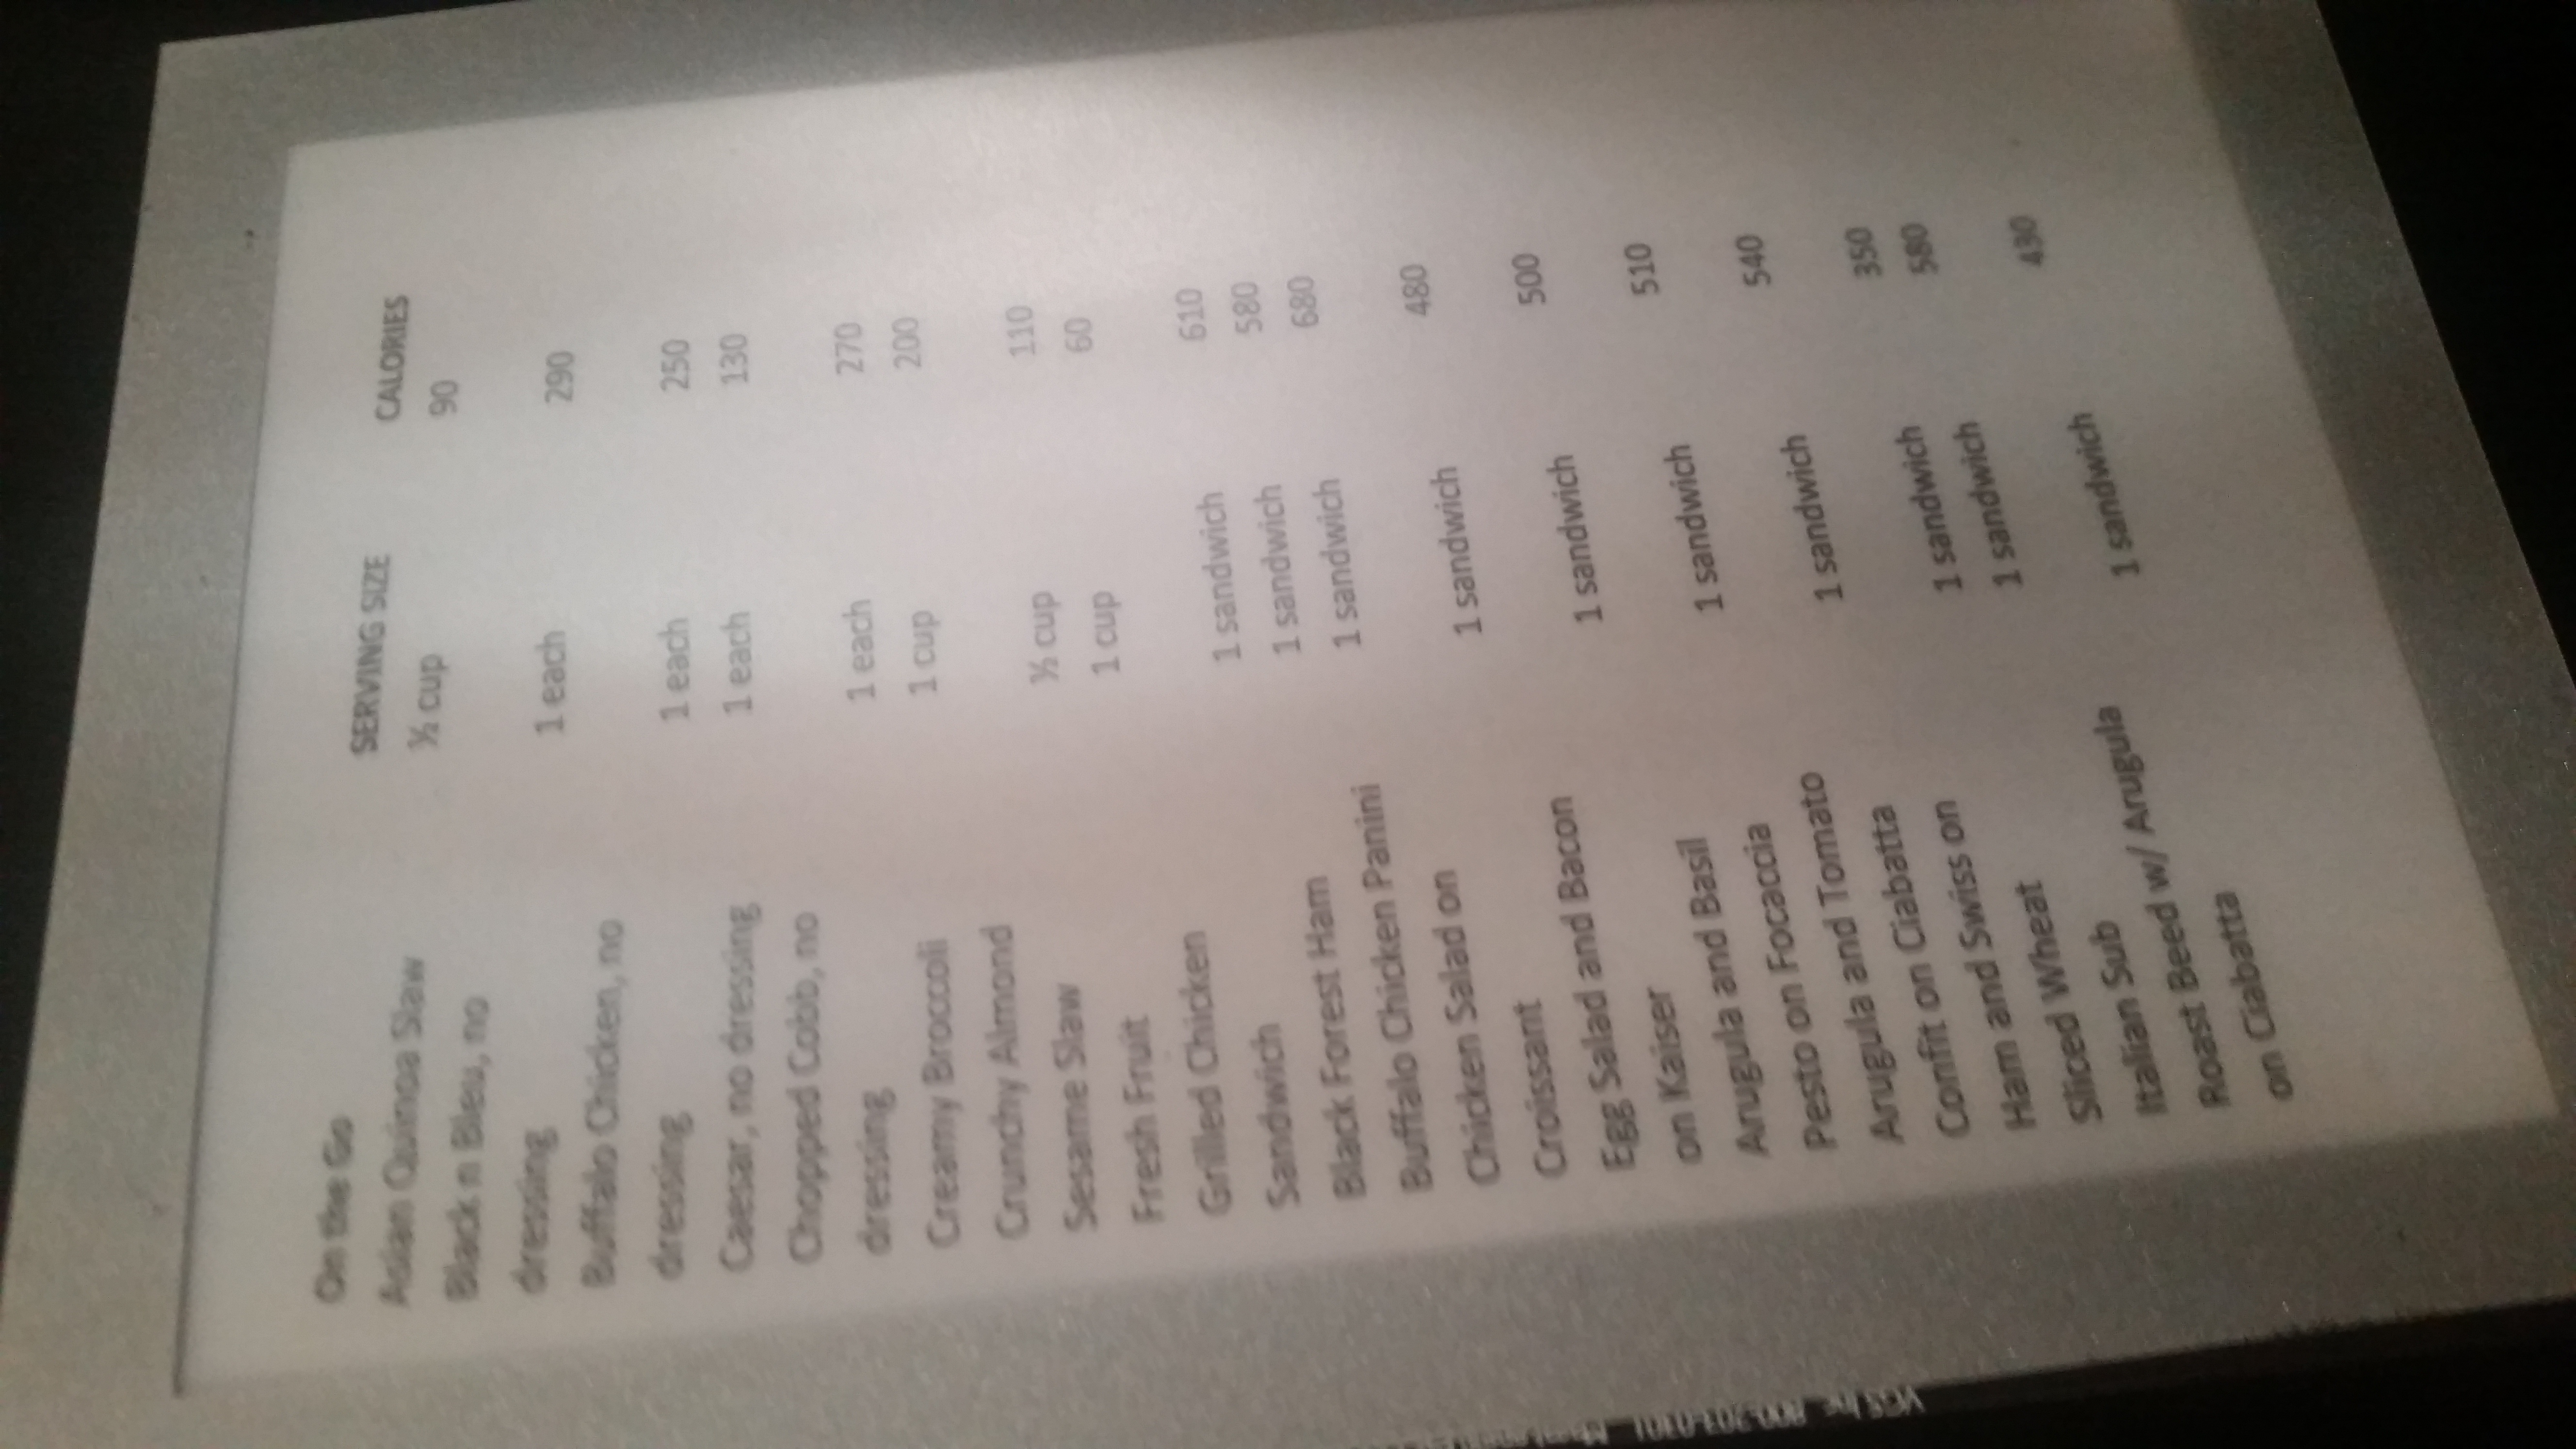 On the Go SERVING SIZE CALORIES
Asian Quinoa Slaw ½ cup 90
Black n Bleu, no
dressing 1 each 290
Buffalo Chicken, no
dressing 1 each 250
Caesar, no dressing 1 each 130
Chopped Cobb, no
dressing 1 each 270
Creamy Broccoli 1 cup 200
Crunchy Almond
Sesame Slaw ½ cup 110
Fresh Fruit 1 cup 60
Grilled Chicken
Sandwich 1 sandwich 610
Black Forest Ham 1 sandwich 580
Buffalo Chicken Panini 1 sandwich 680
Chicken Salad on
Croissant 1 sandwich 480
Egg Salad and Bacon
on Kaiser 1 sandwich 500
Arugula and Basil
Pesto on Focaccia 1 sandwich 510
Arugula and Tomato
Confit on Ciabatta 1 sandwich 540
Ham and Swiss on
Sliced Wheat 1 sandwich 350
Italian Sub 1 sandwich 580
Roast Beed w/ Arugula
on Ciabatta 1 sandwich 430